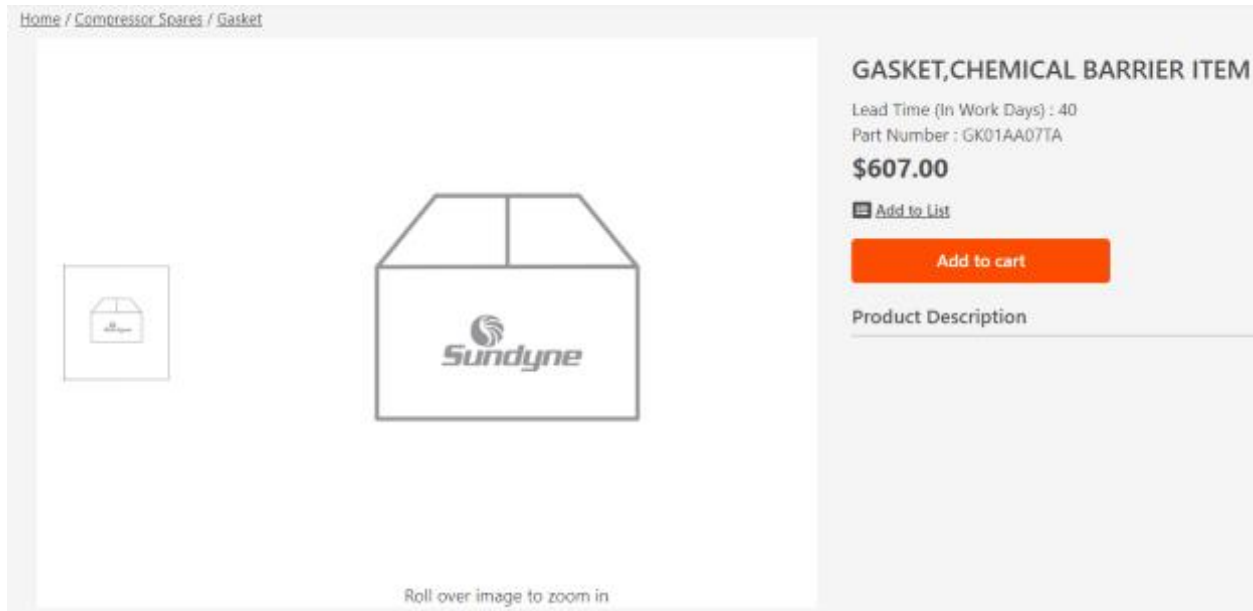 Home / Compressor Spares / Gasket
GASKET,CHEMICAL BARRIER ITEM
Lead Time (In Work Days) : 40
Part Number : GK01AA07TA
$607.00
Add to List
Add to cart
Product Description
Sundyne
Roll over image to zoom in